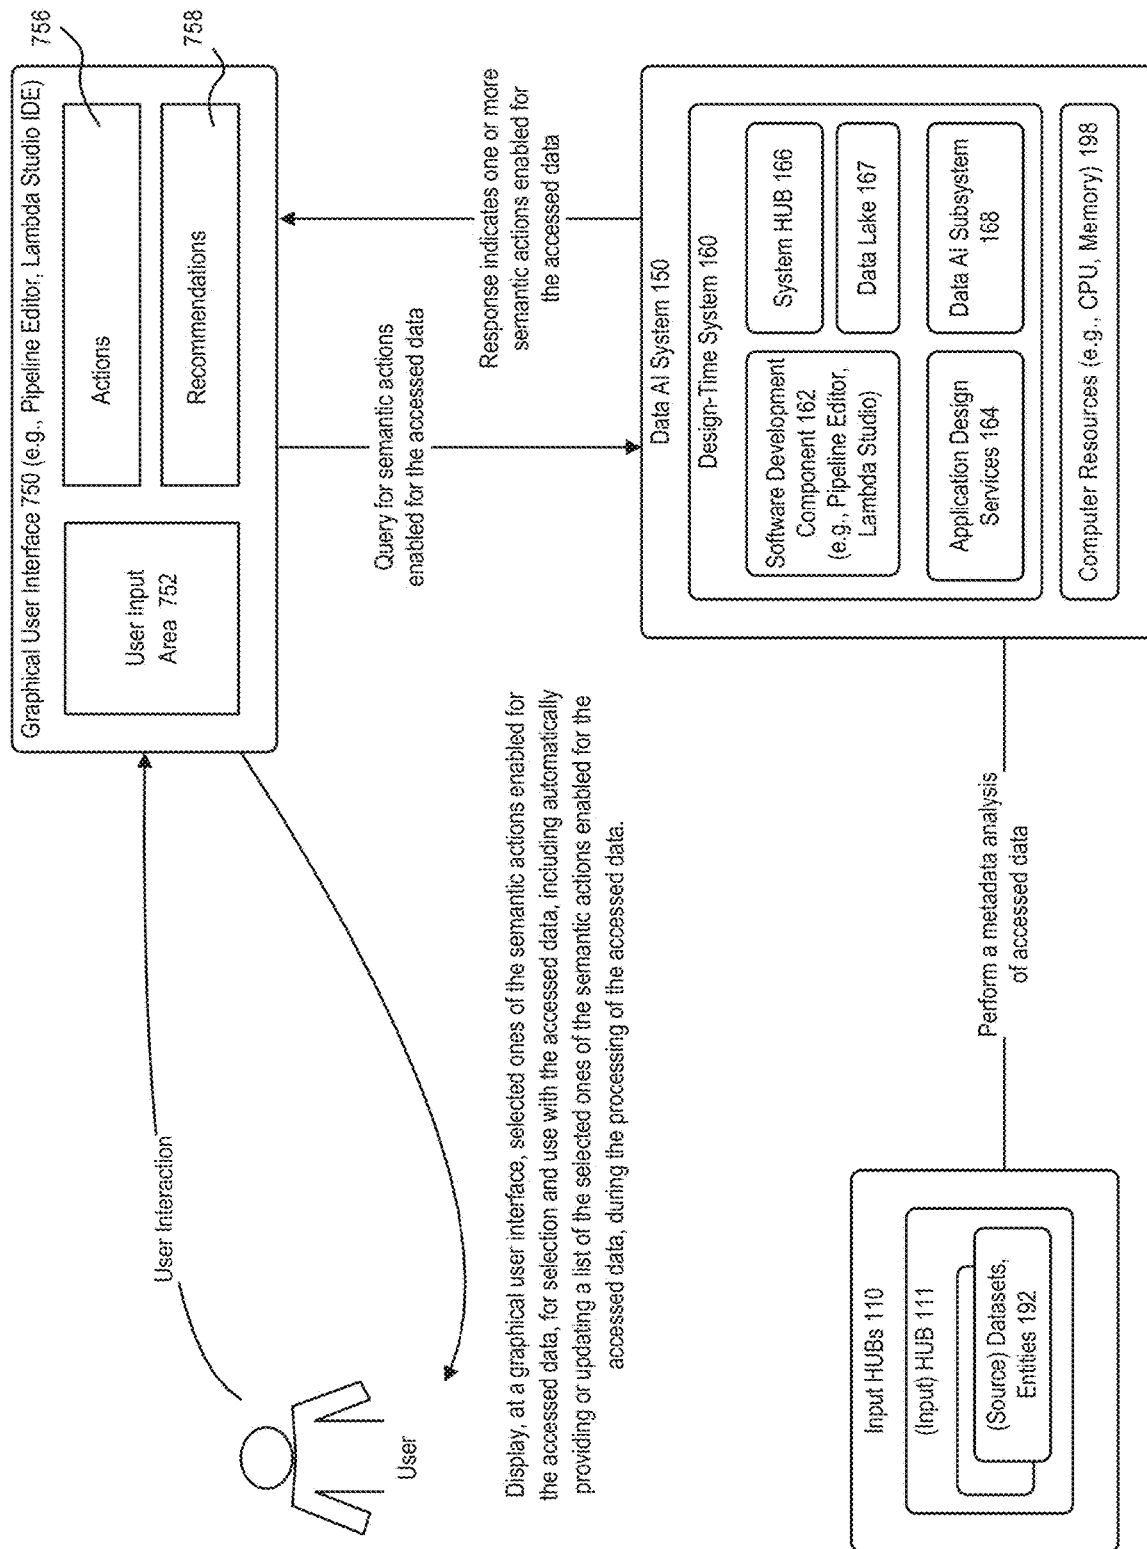 Graphical User Interface 750 (e.g., Pipeline Editor, Lambda Studio IDE)
User Input
Area 752
Actions
Recommendations
756
758
User Interaction
User
Display, at a graphical user interface, selected ones of the semantic actions enabled for
the accessed data, for selection and use with the accessed data, including automatically
providing or updating a list of the selected ones of the semantic actions enabled for the
accessed data, during the processing of the accessed data.
Query for semantic actions
enabled for the accessed data
Response indicates one or more
semantic actions enabled for
the accessed data
Input HUBs 110
(Input) HUB 111
(Source) Datasets,
Entities 192
Perform a metadata analysis
of accessed data
Data AI System 150
Design-Time System 160
Software Development
Component 162
(e.g., Pipeline Editor,
Lambda Studio)
System HUB 166
Data Lake 167
Application Design
Services 164
Data AI Subsystem
168
Computer Resources (e.g., CPU, Memory) 198